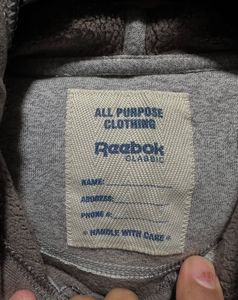 ALL PURPOSE
CLOTHING
Reebok
CLASSIC
NAME:
ADDRESS:
PHONE #:
* HANDLE WITH CARE *